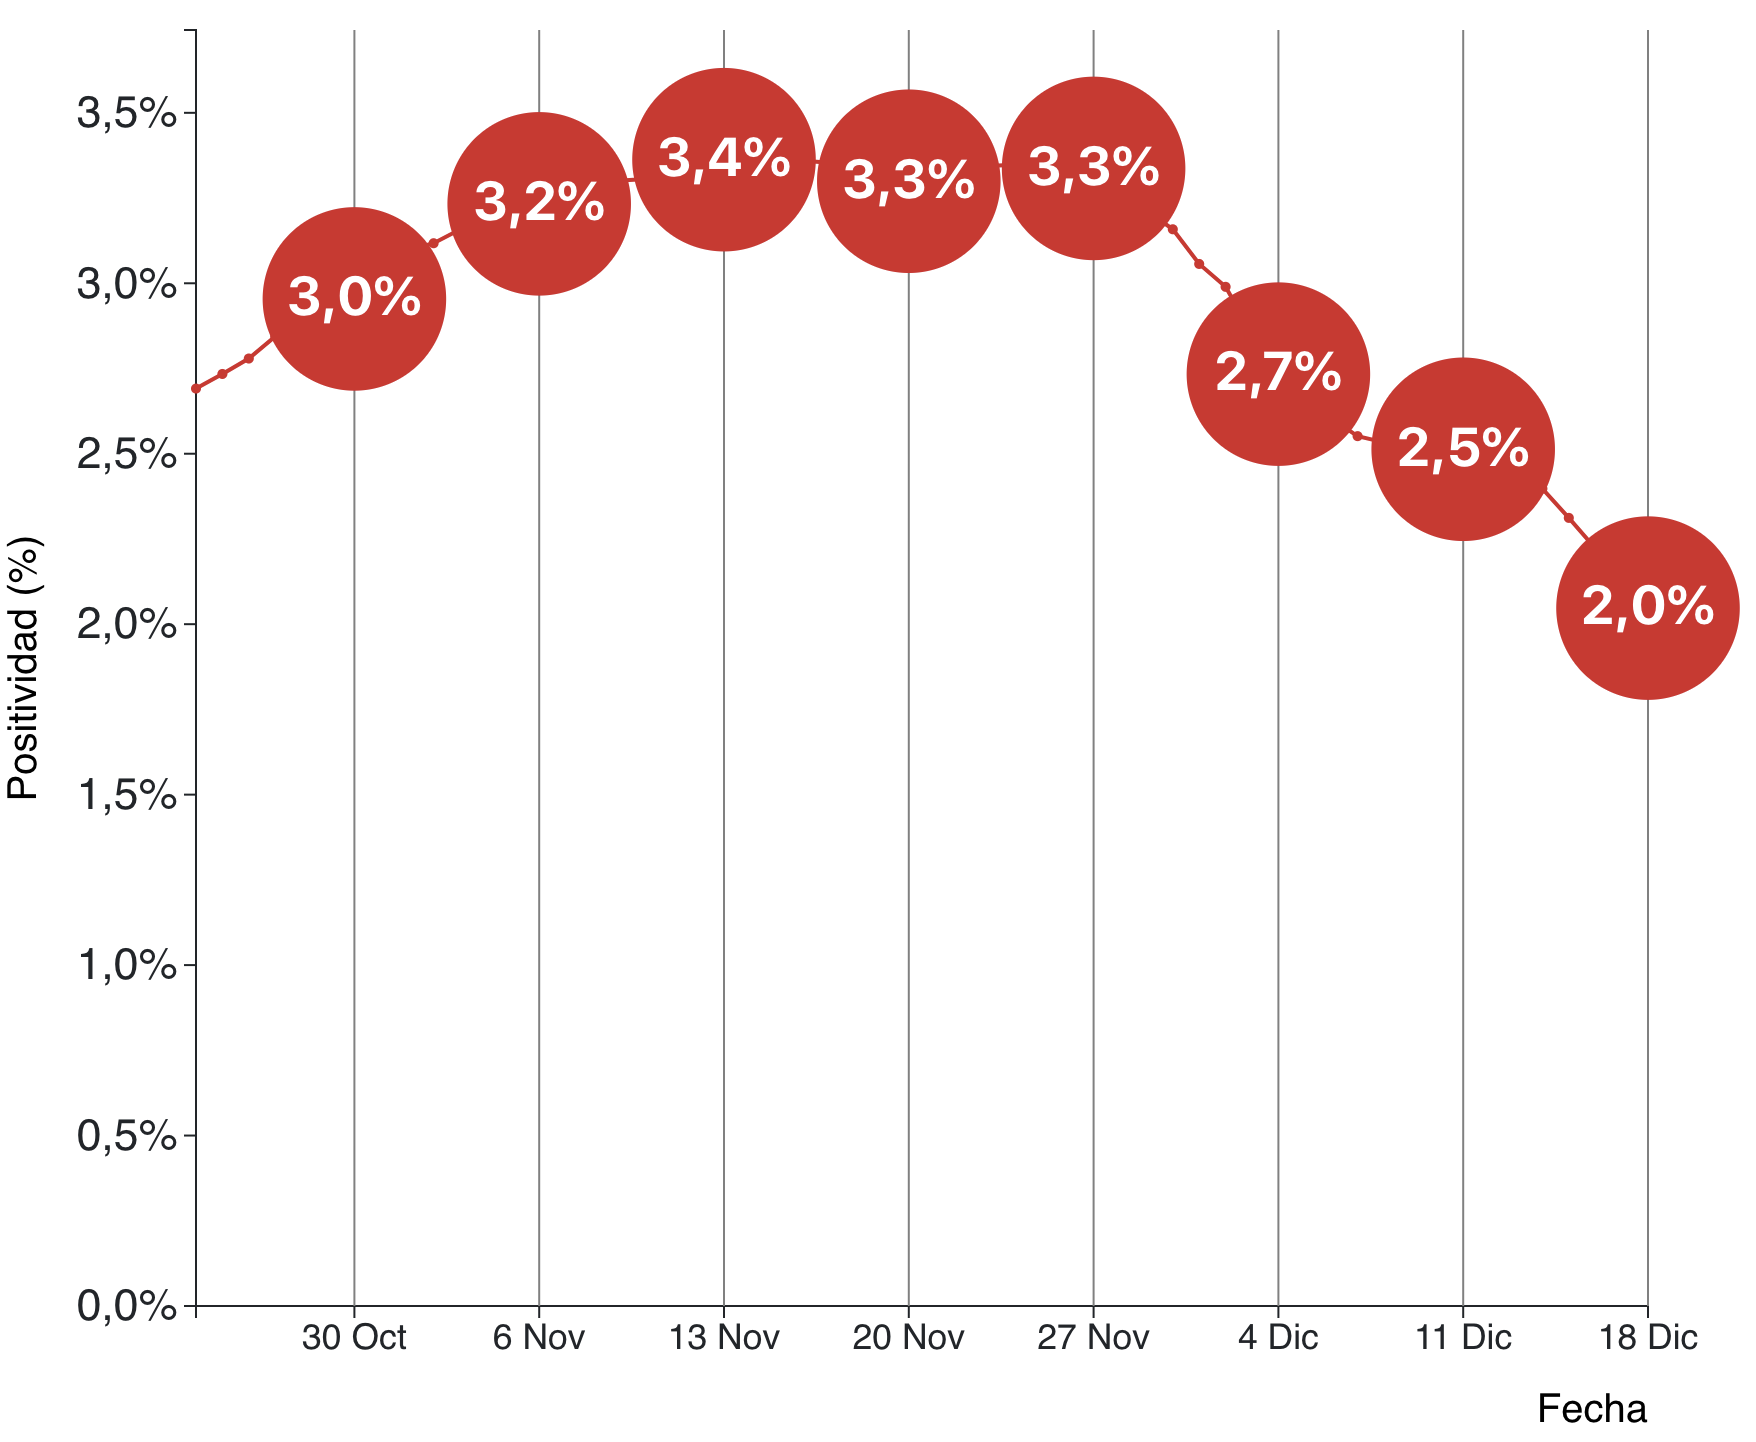 3,5%
3,0%
2,5%
2,0%
1,5%
1,0%
0,5%
0,0%
Positividad (%)
3,0%
3,2%
3,4%
3,3%
3,3%
2,7%
2,5%
2,0%
30 Oct
6 Nov
13 Nov
20 Nov
27 Nov
4 Dic
11 Dic
18 Dic
Fecha